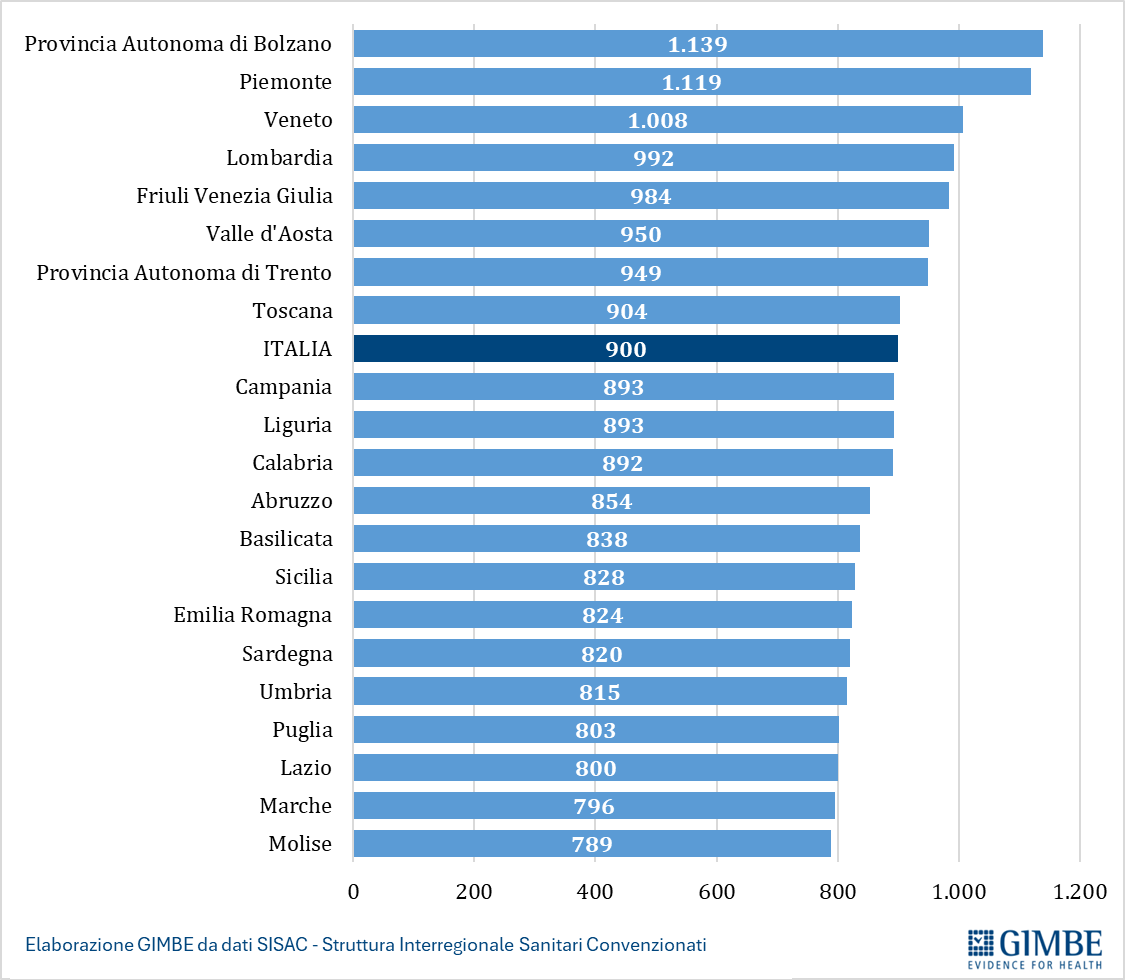 Provincia Autonoma di Bolzano 1.139
Piemonte 1.119
Veneto 1.008
Lombardia 992
Friuli Venezia Giulia 984
Valle d'Aosta 950
Provincia Autonoma di Trento 949
Toscana 904
ITALIA 900
Campania 893
Liguria 893
Calabria 892
Abruzzo 854
Basilicata 838
Sicilia 828
Emilia Romagna 824
Sardegna 820
Umbria 815
Puglia 803
Lazio 800
Marche 796
Molise 789
0 200 400 600 800 1.000 1.200
Elaborazione GIMBE da dati SISAC - Struttura Interregionale Sanitari Convenzionati
GIMBE
EVIDENCE FOR HEALTH